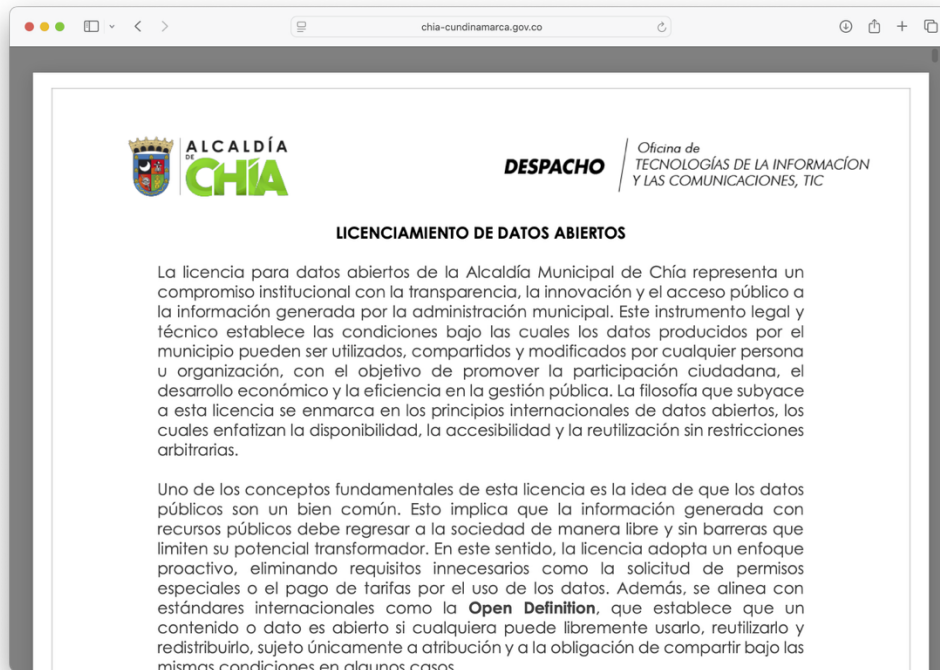 chia-cundinamarca.gov.co
ALCALDÍA
DE
CHÍA
DESPACHO
Oficina de
TECNOLOGÍAS DE LA INFORMACÍON
Y LAS COMUNICACIONES, TIC
LICENCIAMIENTO DE DATOS ABIERTOS
La licencia para datos abiertos de la Alcaldía Municipal de Chía representa un
compromiso institucional con la transparencia, la innovación y el acceso público a
la información generada por la administración municipal. Este instrumento legal y
técnico establece las condiciones bajo las cuales los datos producidos por el
municipio pueden ser utilizados, compartidos y modificados por cualquier persona
u organización, con el objetivo de promover la participación ciudadana, el
desarrollo económico y la eficiencia en la gestión pública. La filosofía que subyace
a esta licencia se enmarca en los principios internacionales de datos abiertos, los
cuales enfatizan la disponibilidad, la accesibilidad y la reutilización sin restricciones
arbitrarias.
Uno de los conceptos fundamentales de esta licencia es la idea de que los datos
públicos son un bien común. Esto implica que la información generada con
recursos públicos debe regresar a la sociedad de manera libre y sin barreras que
limiten su potencial transformador. En este sentido, la licencia adopta un enfoque
proactivo, eliminando requisitos innecesarios como la solicitud de permisos
especiales o el pago de tarifas por el uso de los datos. Además, se alinea con
estándares internacionales como la Open Definition, que establece que un
contenido o dato es abierto si cualquiera puede libremente usarlo, reutilizarlo y
redistribuirlo, sujeto únicamente a atribución y a la obligación de compartir bajo las
mismas condiciones en algunos casos.